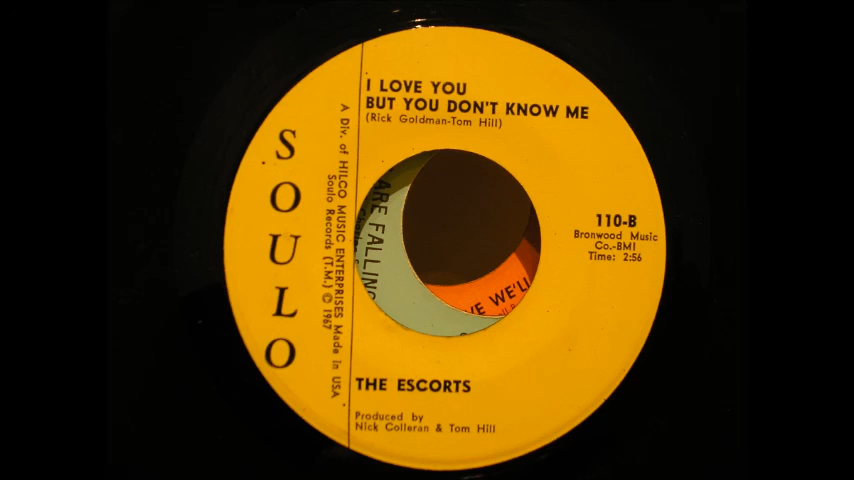 I LOVE YOU
BUT YOU DON'T KNOW ME
(Rick Goldman-Tom Hill)
SOULO
A Div. of HILCO MUSIC ENTERPRISES Made in USA
Soulo Records (T.M.) © 1967
110-B
Bronwood Music
Co.-BMI
Time: 2:56
ARE FALLING
WE'LL
THE ESCORTS
Produced by
Nick Colleran & Tom Hill